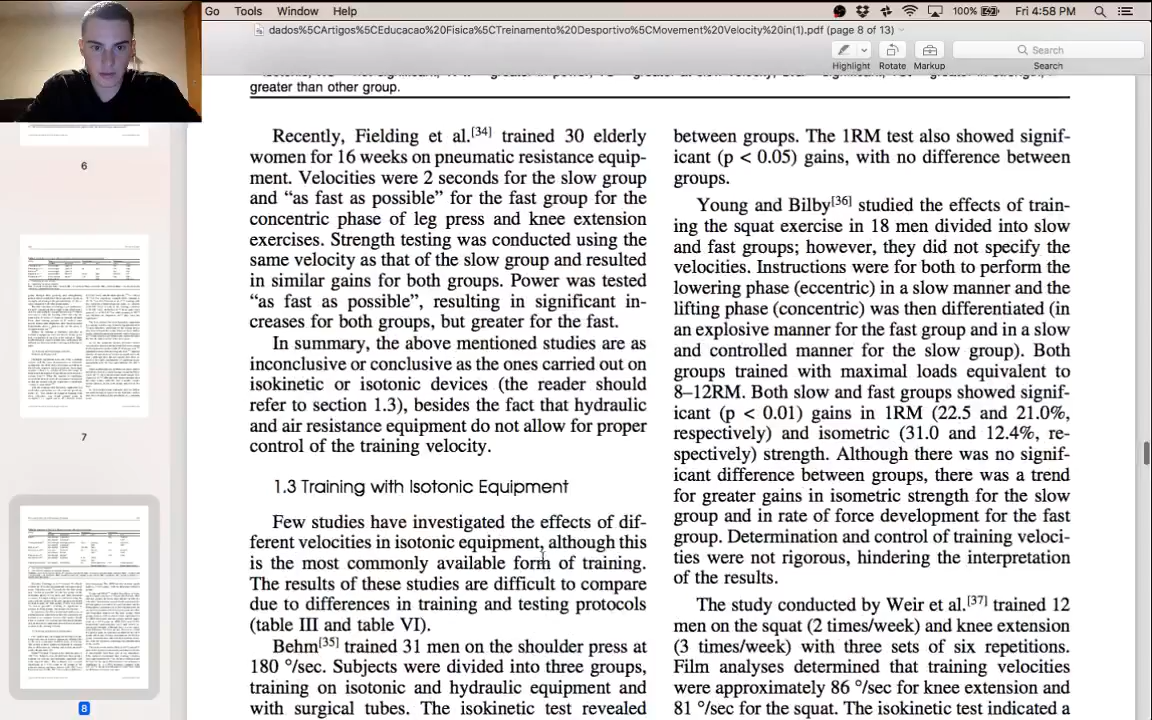 Go Tools Window Help 100% Fri 4:58 PM
dados%5CArtigos%5CEducacao%20Fisica%5CTreinamento%20Desportivo%5CMovement%20Velocity%20in(1).pdf (page 8 of 13)
Search
Highlight Rotate Markup Search
greater than other group.
6
7
8
Recently, Fielding et al.[34] trained 30 elderly
women for 16 weeks on pneumatic resistance equip-
ment. Velocities were 2 seconds for the slow group
and “as fast as possible” for the fast group for the
concentric phase of leg press and knee extension
exercises. Strength testing was conducted using the
same velocity as that of the slow group and resulted
in similar gains for both groups. Power was tested
“as fast as possible”, resulting in significant in-
creases for both groups, but greater for the fast.
In summary, the above mentioned studies are as
inconclusive or conclusive as the ones carried out on
isokinetic or isotonic devices (the reader should
refer to section 1.3), besides the fact that hydraulic
and air resistance equipment do not allow for proper
control of the training velocity.
1.3 Training with Isotonic Equipment
Few studies have investigated the effects of dif-
ferent velocities in isotonic equipment, although this
is the most commonly available form of training.
The results of these studies are difficult to compare
due to differences in training and testing protocols
(table III and table VI).
Behm[35] trained 31 men on the shoulder press at
180 °/sec. Subjects were divided into three groups,
training on isotonic and hydraulic equipment and
with surgical tubes. The isokinetic test revealed
between groups. The 1RM test also showed signif-
icant (p < 0.05) gains, with no difference between
groups.
Young and Bilby[36] studied the effects of train-
ing the squat exercise in 18 men divided into slow
and fast groups; however, they did not specify the
velocities. Instructions were for both to perform the
lowering phase (eccentric) in a slow manner and the
lifting phase (concentric) was then differentiated (in
an explosive manner for the fast group and in a slow
and controlled manner for the slow group). Both
groups trained with maximal loads equivalent to
8–12RM. Both slow and fast groups showed signif-
icant (p < 0.01) gains in 1RM (22.5 and 21.0%,
respectively) and isometric (31.0 and 12.4%, re-
spectively) strength. Although there was no signif-
icant difference between groups, there was a trend
for greater gains in isometric strength for the slow
group and in rate of force development for the fast
group. Determination and control of training veloci-
ties were not rigorous, hindering the interpretation
of the results.
The study conducted by Weir et al.[37] trained 12
men on the squat (2 times/week) and knee extension
(3 times/week) with three sets of six repetitions.
Film analysis determined that training velocities
were approximately 86 °/sec for knee extension and
81 °/sec for the squat. The isokinetic test indicated a